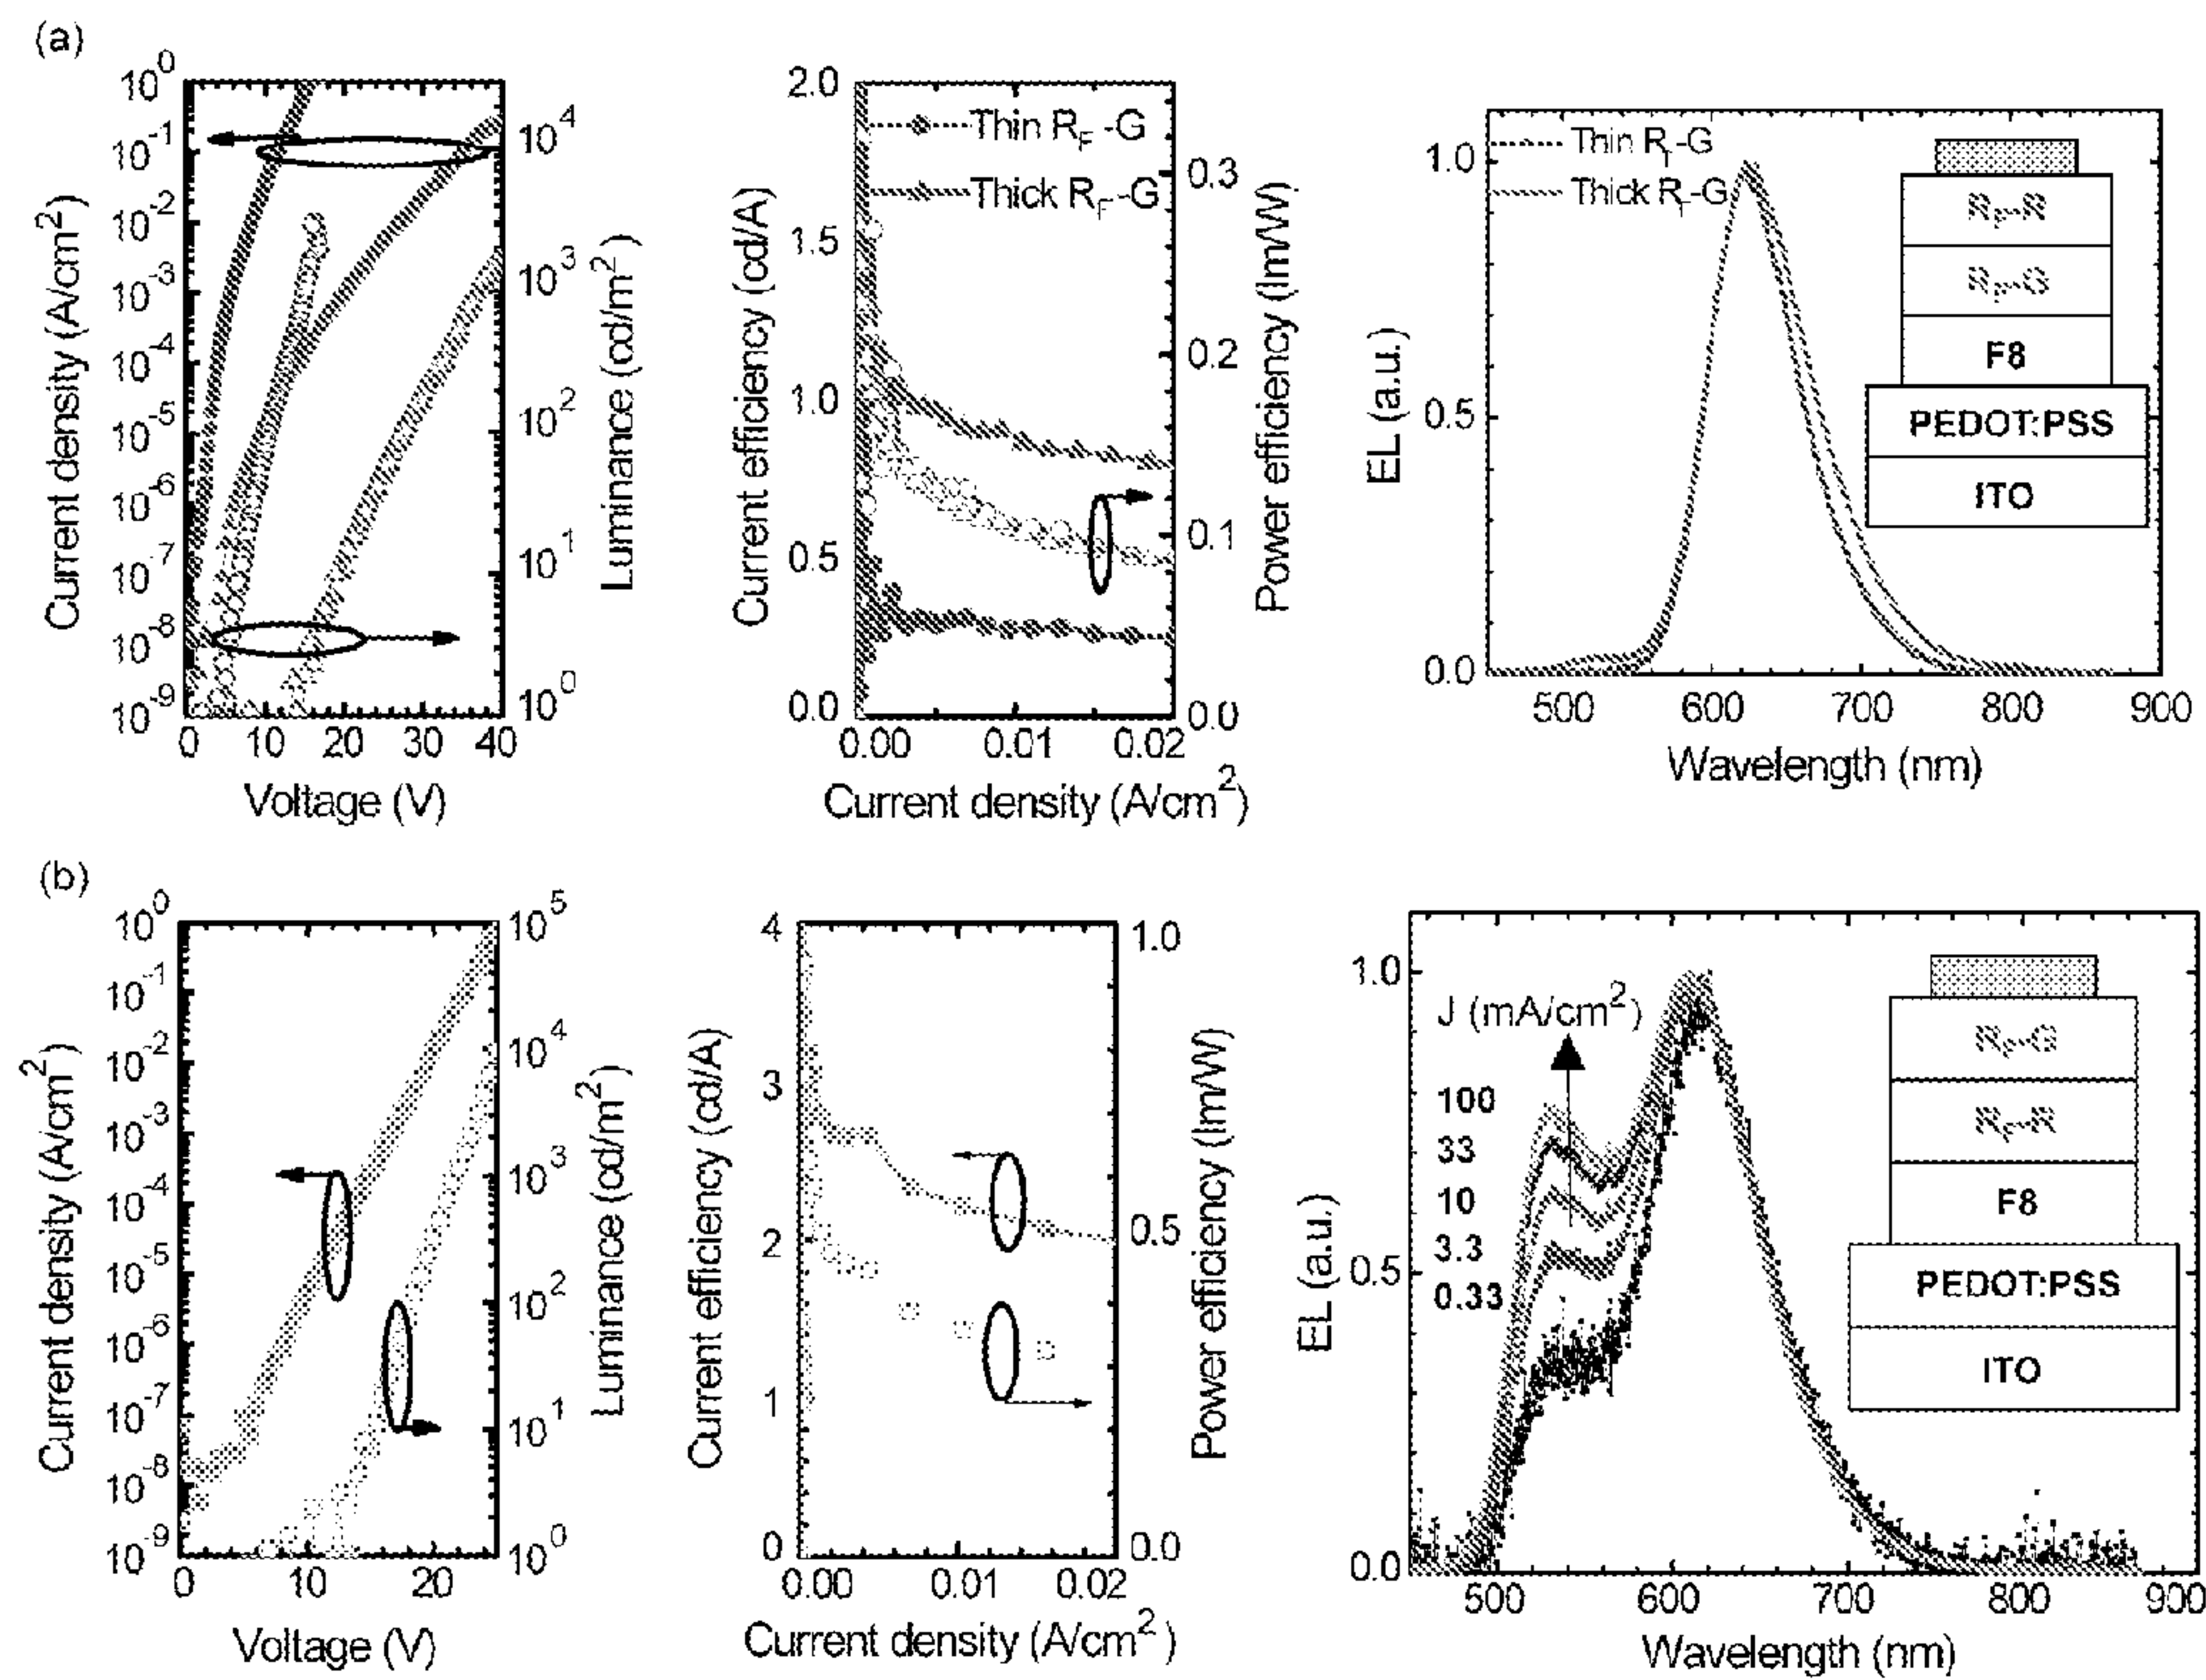 (a)
10^0
10^-1
10^-2
10^-3
10^-4
10^-5
10^-6
10^-7
10^-8
10^-9
Current density (A/cm^2)
0 10 20 30 40
Voltage (V)
10^4
10^3
10^2
10^1
10^0
Luminance (cd/m^2)
2.0
1.5
1.0
0.5
0.0
Current efficiency (cd/A)
Thin R_F-G
Thick R_F-G
0.00 0.01 0.02
Current density (A/cm^2)
0.3
0.2
0.1
0.0
Power efficiency (lm/W)
1.0
0.5
0.0
EL (a.u.)
Thin R_F-G
Thick R_F-G
500 600 700 800 900
Wavelength (nm)
R_F-R
R_F-G
F8
PEDOT:PSS
ITO
(b)
10^0
10^-1
10^-2
10^-3
10^-4
10^-5
10^-6
10^-7
10^-8
10^-9
Current density (A/cm^2)
0 10 20
Voltage (V)
10^5
10^4
10^3
10^2
10^1
10^0
Luminance (cd/m^2)
4
3
2
1
0
Current efficiency (cd/A)
0.00 0.01 0.02
Current density (A/cm^2)
1.0
0.5
0.0
Power efficiency (lm/W)
1.0
0.5
0.0
EL (a.u.)
J (mA/cm^2)
100
33
10
3.3
0.33
500 600 700 800 900
Wavelength (nm)
R_F-G
R_F-R
F8
PEDOT:PSS
ITO